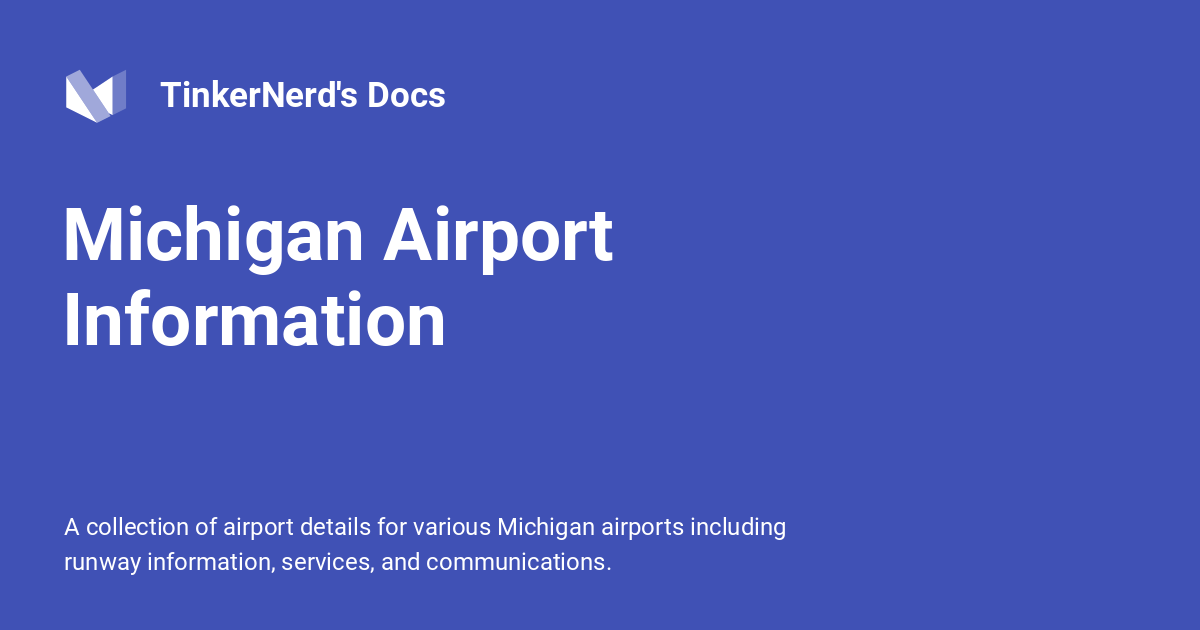 TinkerNerd's Docs
Michigan Airport
Information
A collection of airport details for various Michigan airports including
runway information, services, and communications.